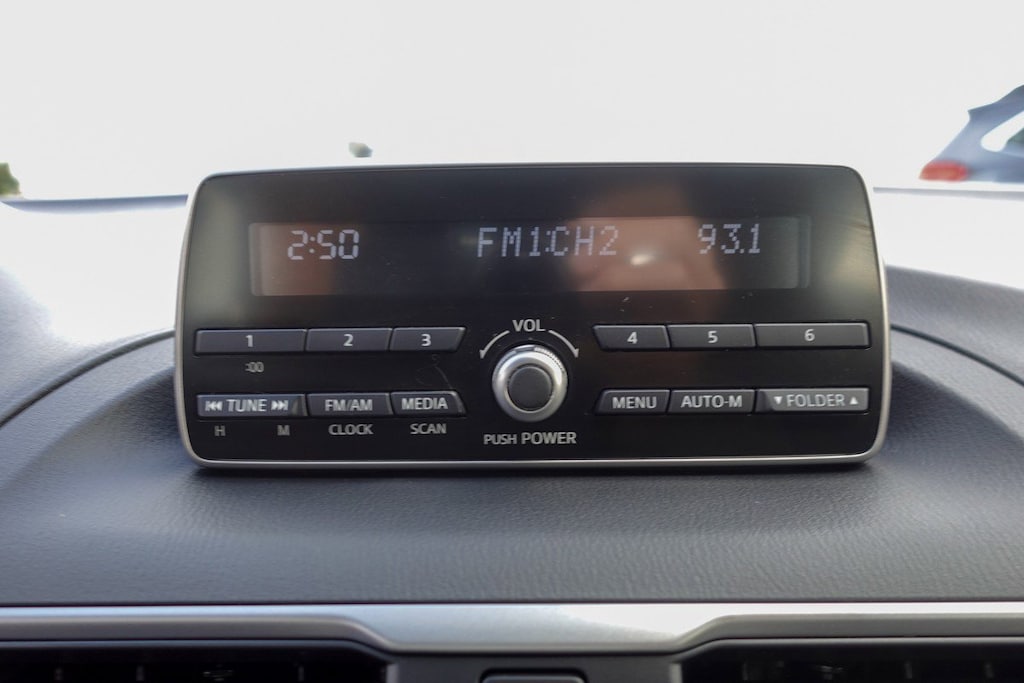 2:50 FM1:CH2 93.1
VOL
1 2 3 4 5 6
:00
TUNE FM/AM MEDIA MENU AUTO-M ▼FOLDER▲
H M CLOCK SCAN
PUSH POWER